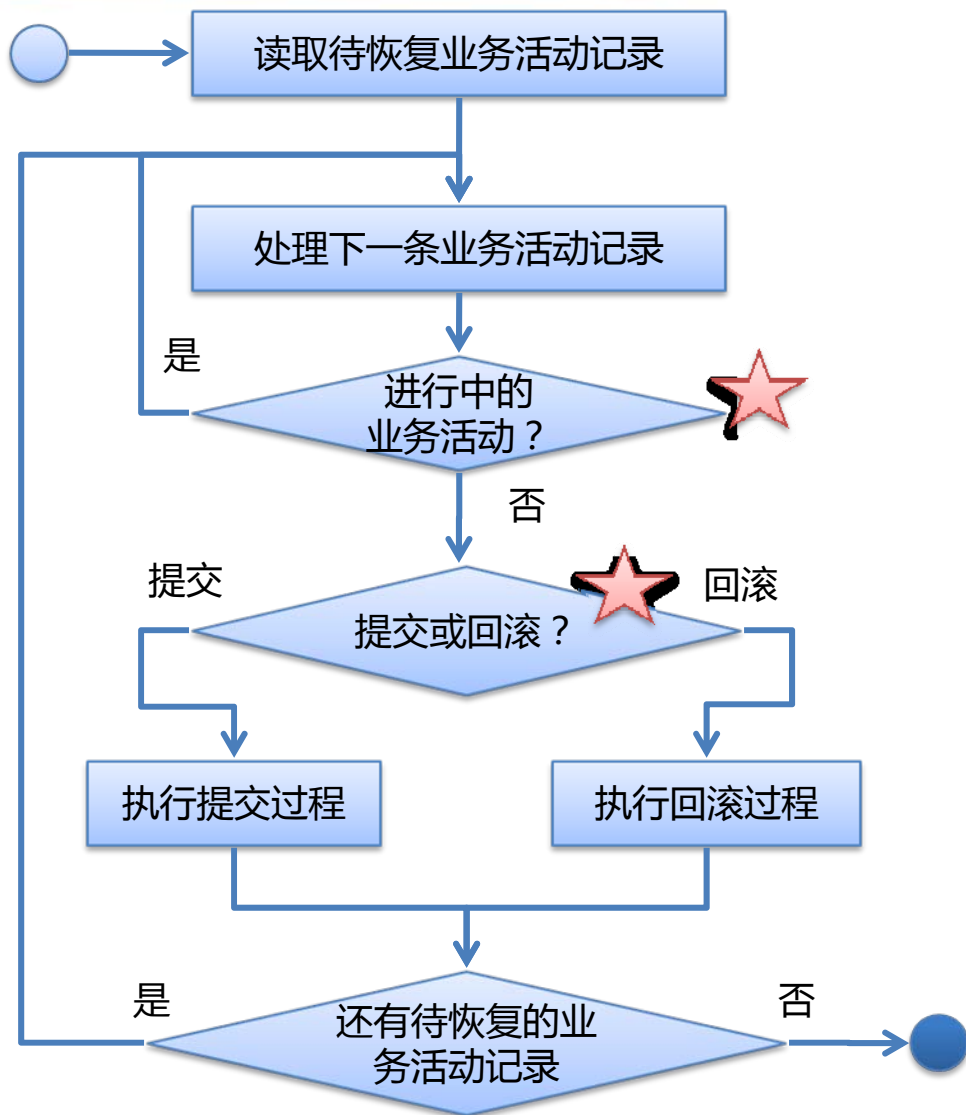 读取待恢复业务活动记录
处理下一条业务活动记录
是
进行中的
业务活动？
否
提交
回滚
提交或回滚？
执行提交过程
执行回滚过程
是
否
还有待恢复的业
务活动记录